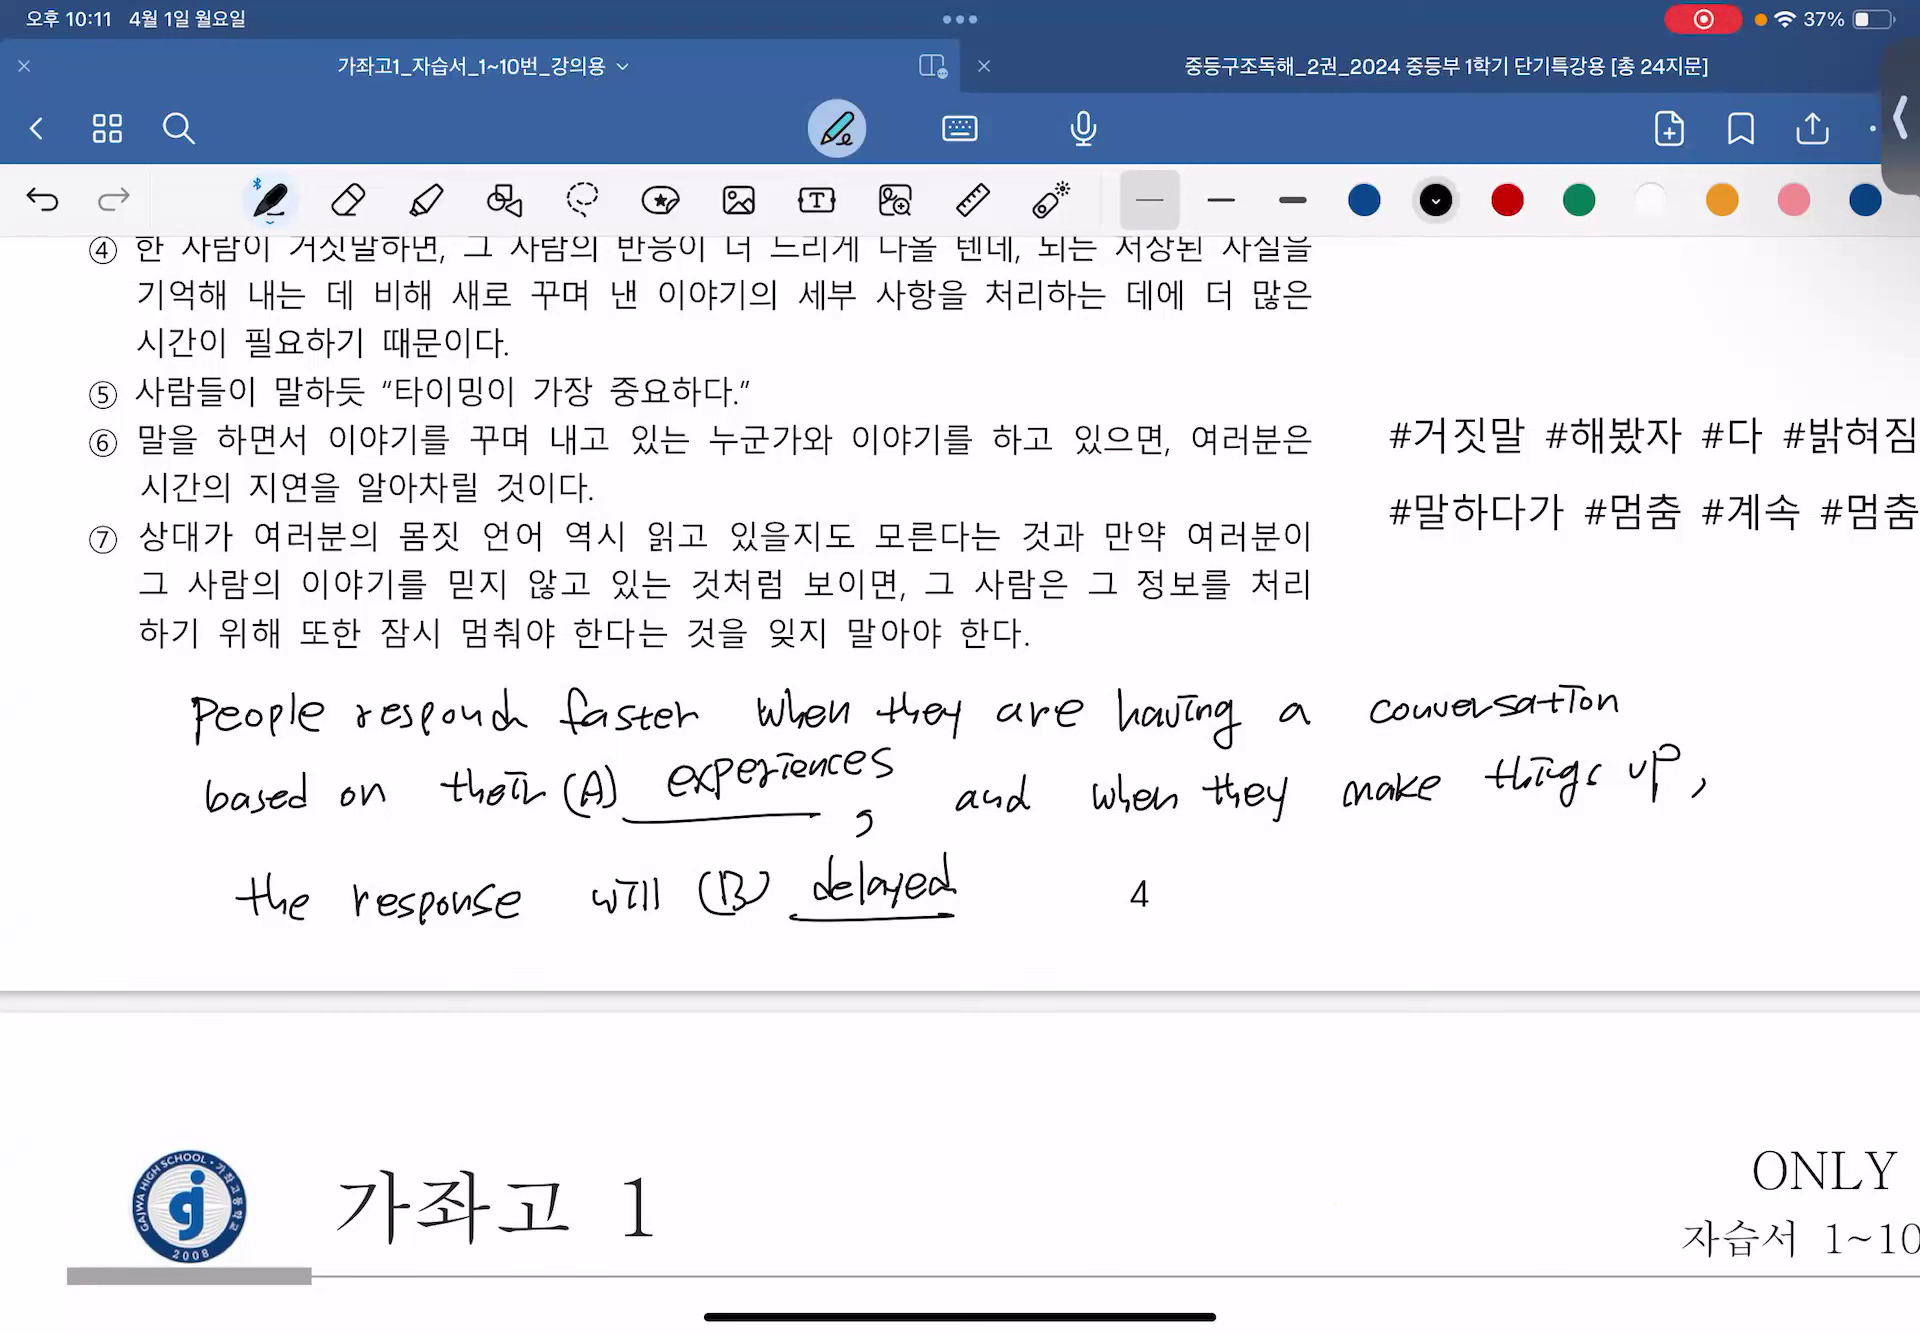 오후 10:11 4월 1일 월요일
37%
가좌고1_자습서_1~10번_강의용
중등구조독해_2권_2024 중등부 1학기 단기특강용 [총 24지문]
④ 한 사람이 거짓말하면, 그 사람의 반응이 더 느리게 나올 텐데, 뇌는 저장된 사실을
기억해 내는 데 비해 새로 꾸며 낸 이야기의 세부 사항을 처리하는 데에 더 많은
시간이 필요하기 때문이다.
⑤ 사람들이 말하듯 “타이밍이 가장 중요하다.”
⑥ 말을 하면서 이야기를 꾸며 내고 있는 누군가와 이야기를 하고 있으면, 여러분은
시간의 지연을 알아차릴 것이다.
#거짓말 #해봤자 #다 #밝혀짐
#말하다가 #멈춤 #계속 #멈춤
⑦ 상대가 여러분의 몸짓 언어 역시 읽고 있을지도 모른다는 것과 만약 여러분이
그 사람의 이야기를 믿지 않고 있는 것처럼 보이면, 그 사람은 그 정보를 처리
하기 위해 또한 잠시 멈춰야 한다는 것을 잊지 말아야 한다.
People respond faster when they are having a conversation
based on their (A) experiences, and when they make things up,
the response will (B) delayed
4
GAJWA HIGH SCHOOL · 가좌고등학교
gj
2008
가좌고 1
ONLY
자습서 1~10